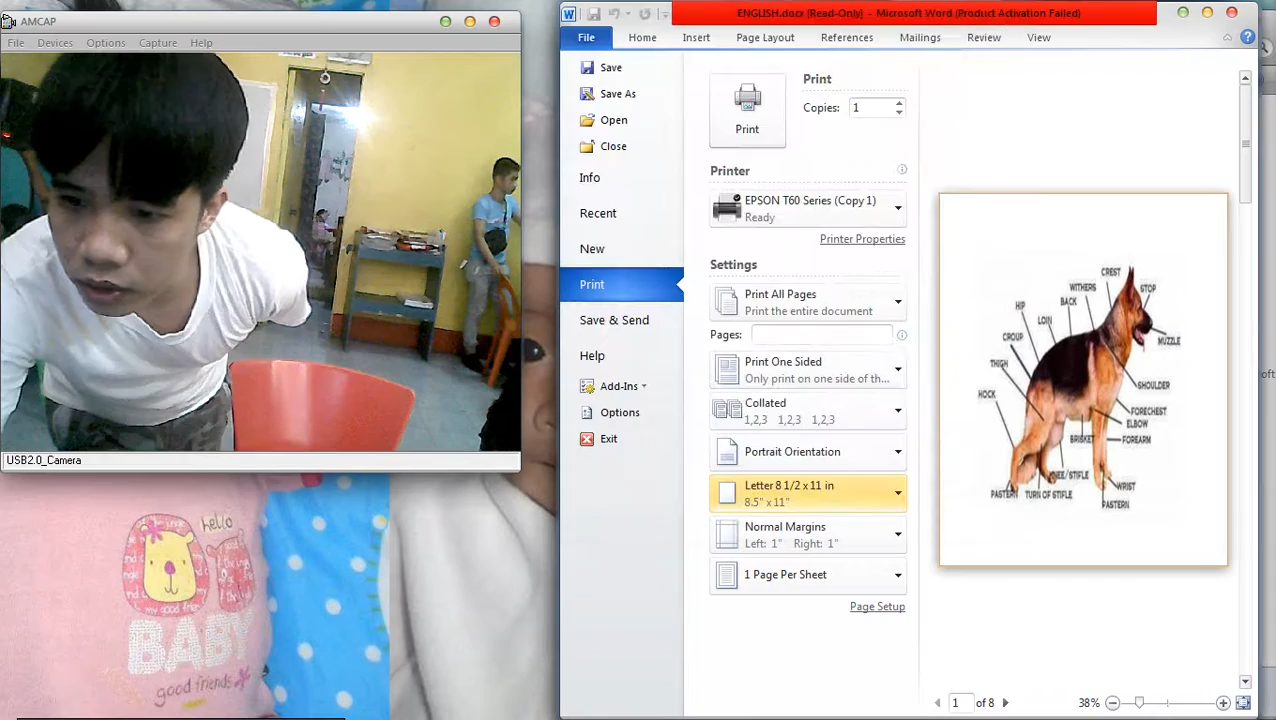 AMCAP
File Devices Options Capture Help
USB2.0_Camera
hello
BABY
good friends
ENGLISH.docx [Read-Only] - Microsoft Word (Product Activation Failed)
File Home Insert Page Layout References Mailings Review View
Save
Save As
Open
Close
Info
Recent
New
Print
Save & Send
Help
Add-Ins
Options
Exit
Print
Print
Copies: 1
Printer
EPSON T60 Series (Copy 1)
Ready
Printer Properties
Settings
Print All Pages
Print the entire document
Pages:
Print One Sided
Only print on one side of th...
Collated
1,2,3 1,2,3 1,2,3
Portrait Orientation
Letter 8 1/2 x 11 in
8.5" x 11"
Normal Margins
Left: 1" Right: 1"
1 Page Per Sheet
Page Setup
CREST
WITHERS
STOP
BACK
HIP
LOIN
MUZZLE
CROUP
THIGH
SHOULDER
HOCK
FORECHEST
ELBOW
BRISKET
FOREARM
KNEE/STIFLE
WRIST
PASTERN
TURN OF STIFLE
PASTERN
1 of 8
38%